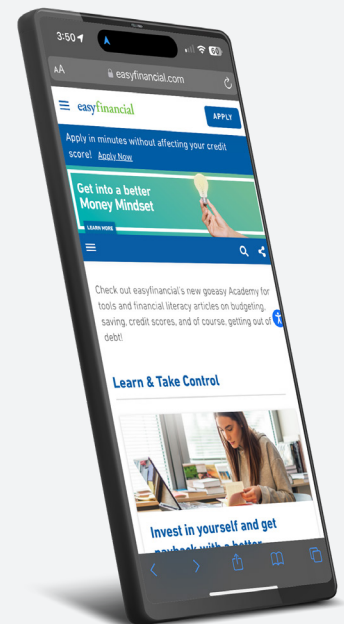 3:50
AA easyfinancial.com
easyfinancial APPLY
Apply in minutes without affecting your credit
score! Apply Now
Get into a better
Money Mindset
LEARN MORE
Check out easyfinancial's new goeasy Academy for
tools and financial literacy articles on budgeting,
saving, credit scores, and of course, getting out of
debt!
Learn & Take Control
Invest in yourself and get
payback with a better